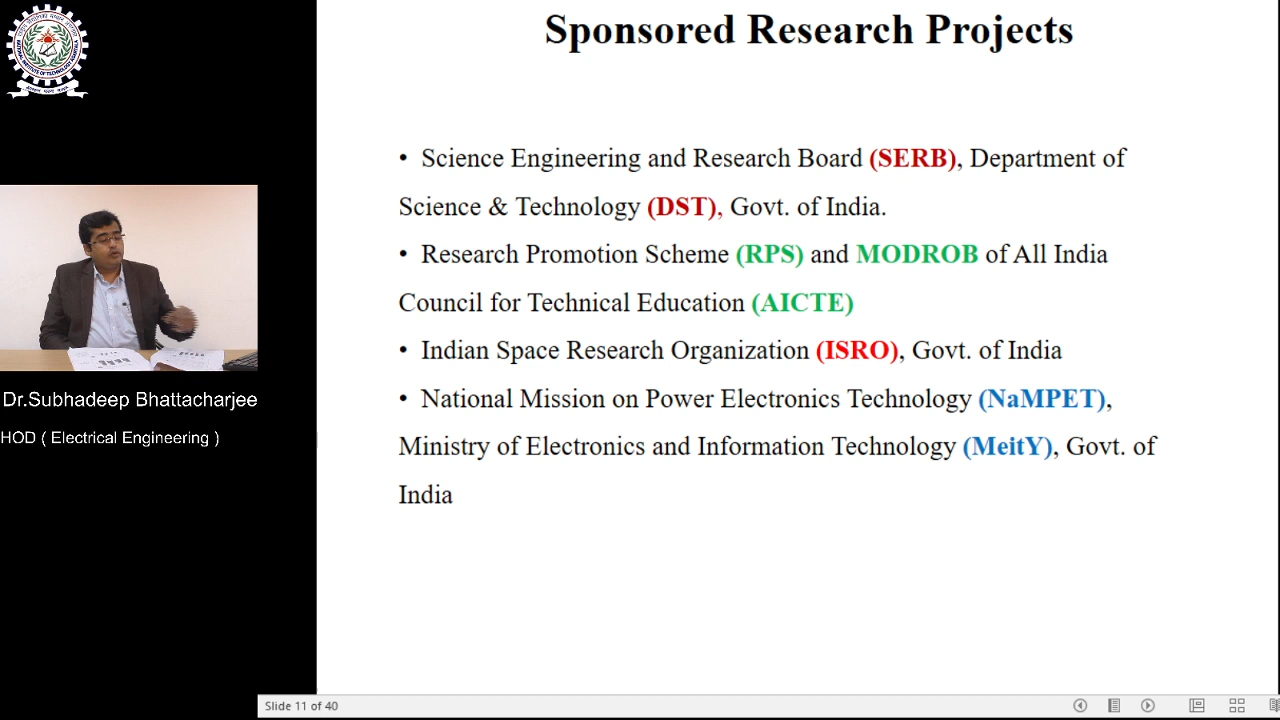 Sponsored Research Projects
• Science Engineering and Research Board (SERB), Department of
Science & Technology (DST), Govt. of India.
• Research Promotion Scheme (RPS) and MODROB of All India
Council for Technical Education (AICTE)
• Indian Space Research Organization (ISRO), Govt. of India
• National Mission on Power Electronics Technology (NaMPET),
Ministry of Electronics and Information Technology (MeitY), Govt. of
India
Dr.Subhadeep Bhattacharjee
HOD ( Electrical Engineering )
Slide 11 of 40